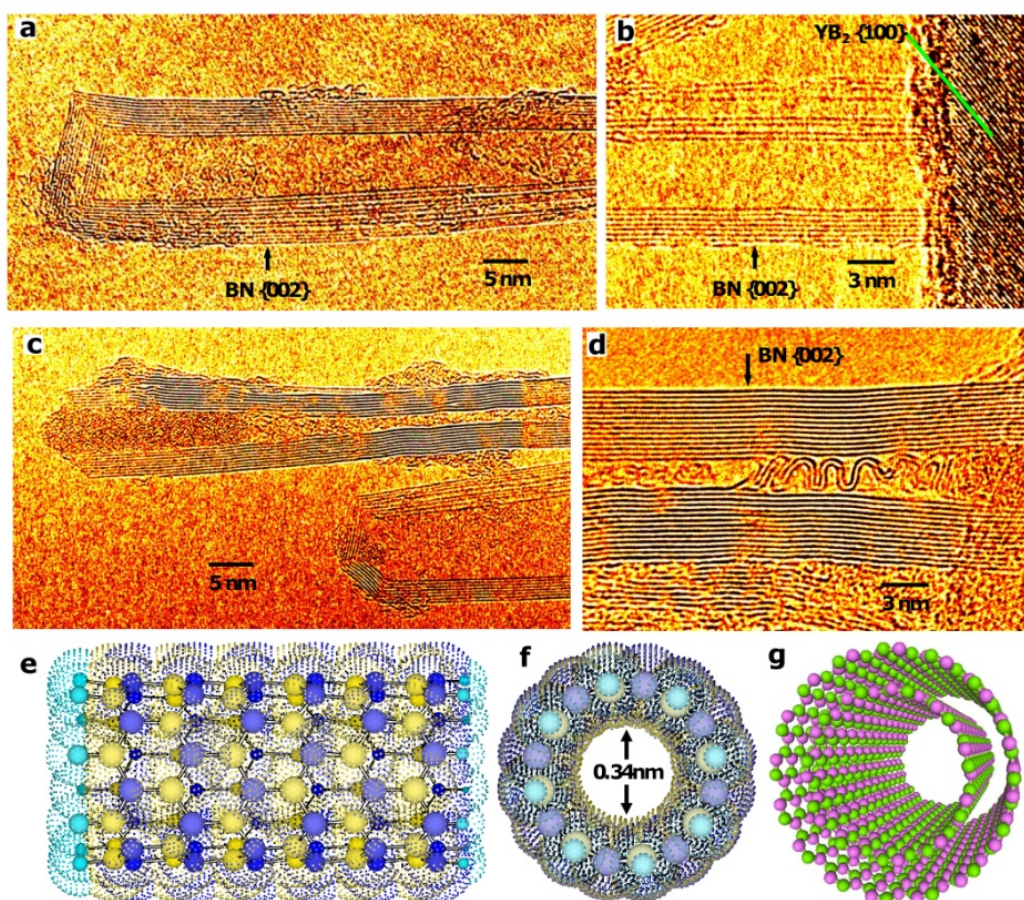 a
BN {002}
5 nm
b
YB₂ {100}
BN {002}
3 nm
c
5 nm
d
BN {002}
3 nm
e
f
0.34nm
g